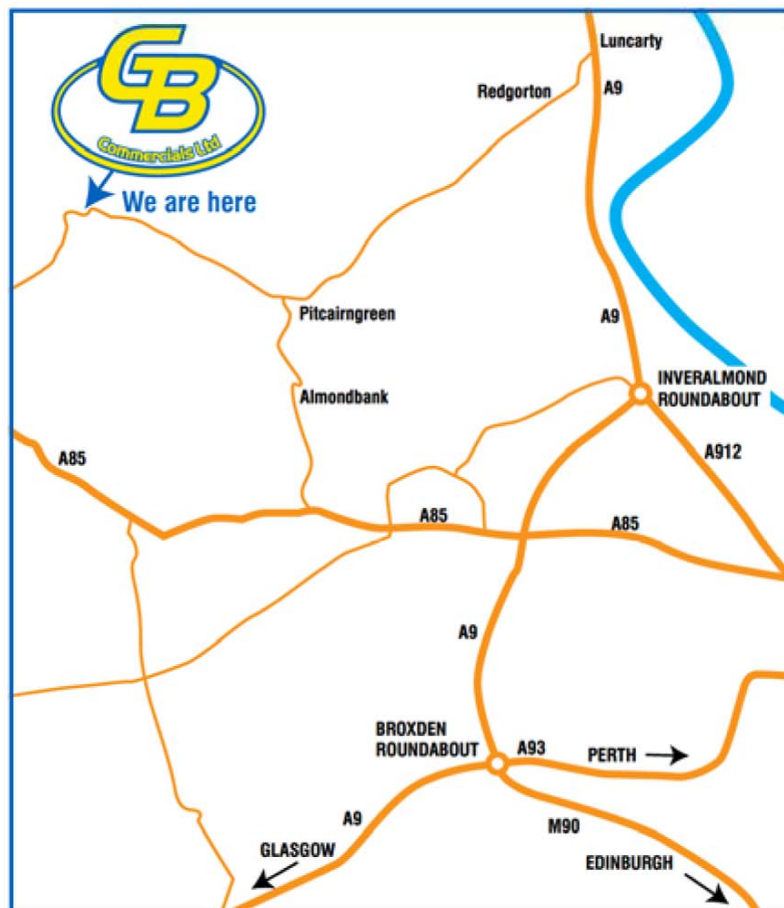 GB
Commercials Ltd
We are here
Luncarty
Redgorton
A9
Pitcairngreen
A9
Almondbank
INVERALMOND
ROUNDABOUT
A85
A912
A85
A85
A9
BROXDEN
ROUNDABOUT
A93
PERTH
A9
M90
GLASGOW
EDINBURGH